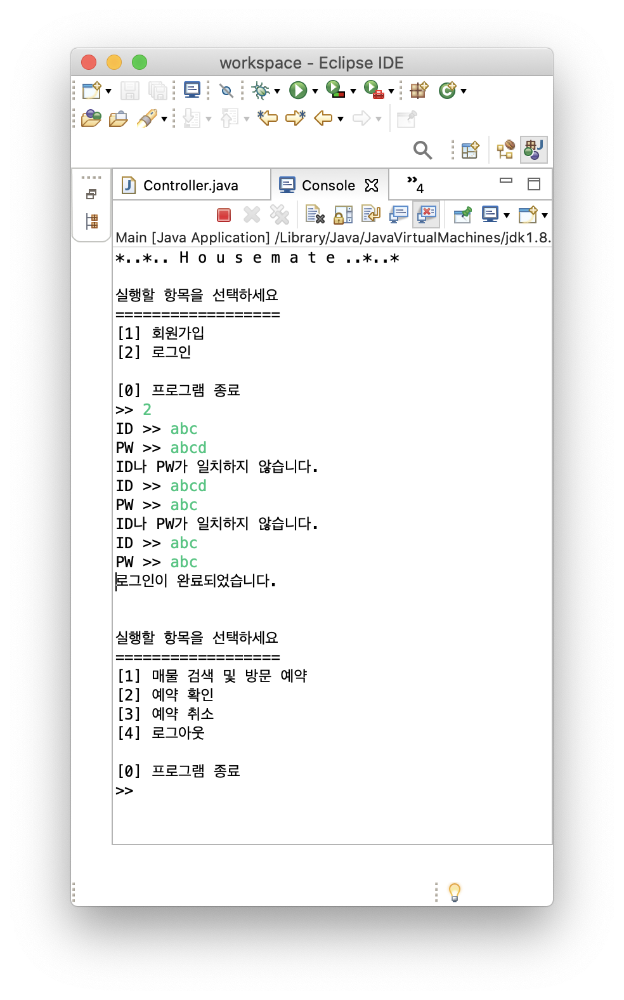 workspace - Eclipse IDE
Controller.java
Console
4
Main [Java Application] /Library/Java/JavaVirtualMachines/jdk1.8.
*..*.. H o u s e m a t e ..*..*
실행할 항목을 선택하세요
==================
[1] 회원가입
[2] 로그인
[0] 프로그램 종료
>> 2
ID >> abc
PW >> abcd
ID나 PW가 일치하지 않습니다.
ID >> abcd
PW >> abc
ID나 PW가 일치하지 않습니다.
ID >> abc
PW >> abc
로그인이 완료되었습니다.
실행할 항목을 선택하세요
==================
[1] 매물 검색 및 방문 예약
[2] 예약 확인
[3] 예약 취소
[4] 로그아웃
[0] 프로그램 종료
>>